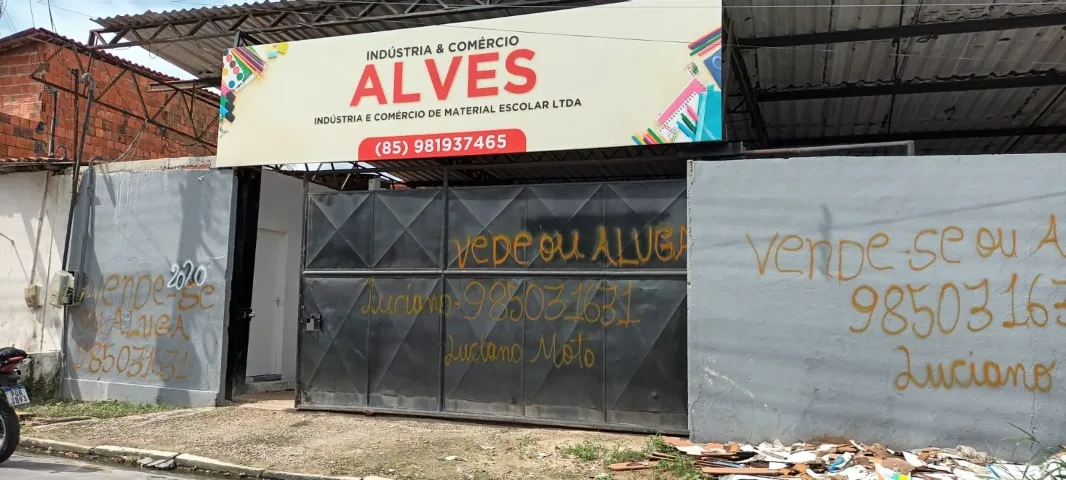 INDÚSTRIA & COMÉRCIO
ALVES
INDÚSTRIA E COMÉRCIO DE MATERIAL ESCOLAR LTDA
(85) 981937465
2020
Vende-se
ou ALUGA
985031631
VEDE OU ALUGA
Luciano-985031631
Luciano Moto
Vende-se ou A
98503163
Luciano